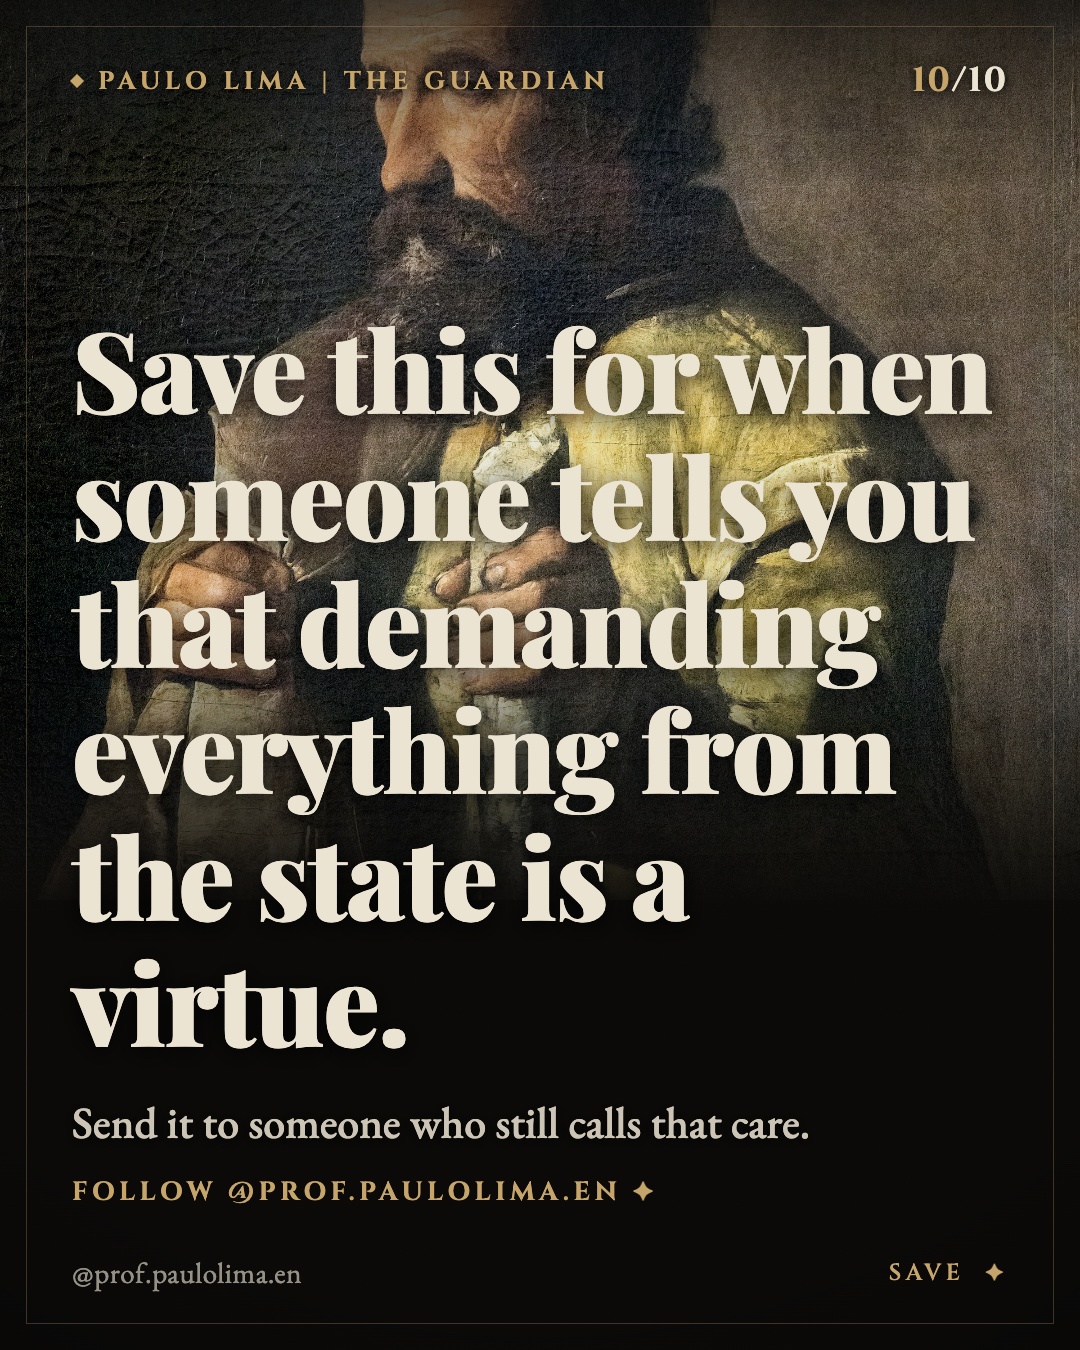 ◆ PAULO LIMA | THE GUARDIAN
10/10
Save this for when
someone tells you
that demanding
everything from
the state is a
virtue.
Send it to someone who still calls that care.
FOLLOW @PROF.PAULOLIMA.EN ✦
@prof.paulolima.en
SAVE ✦